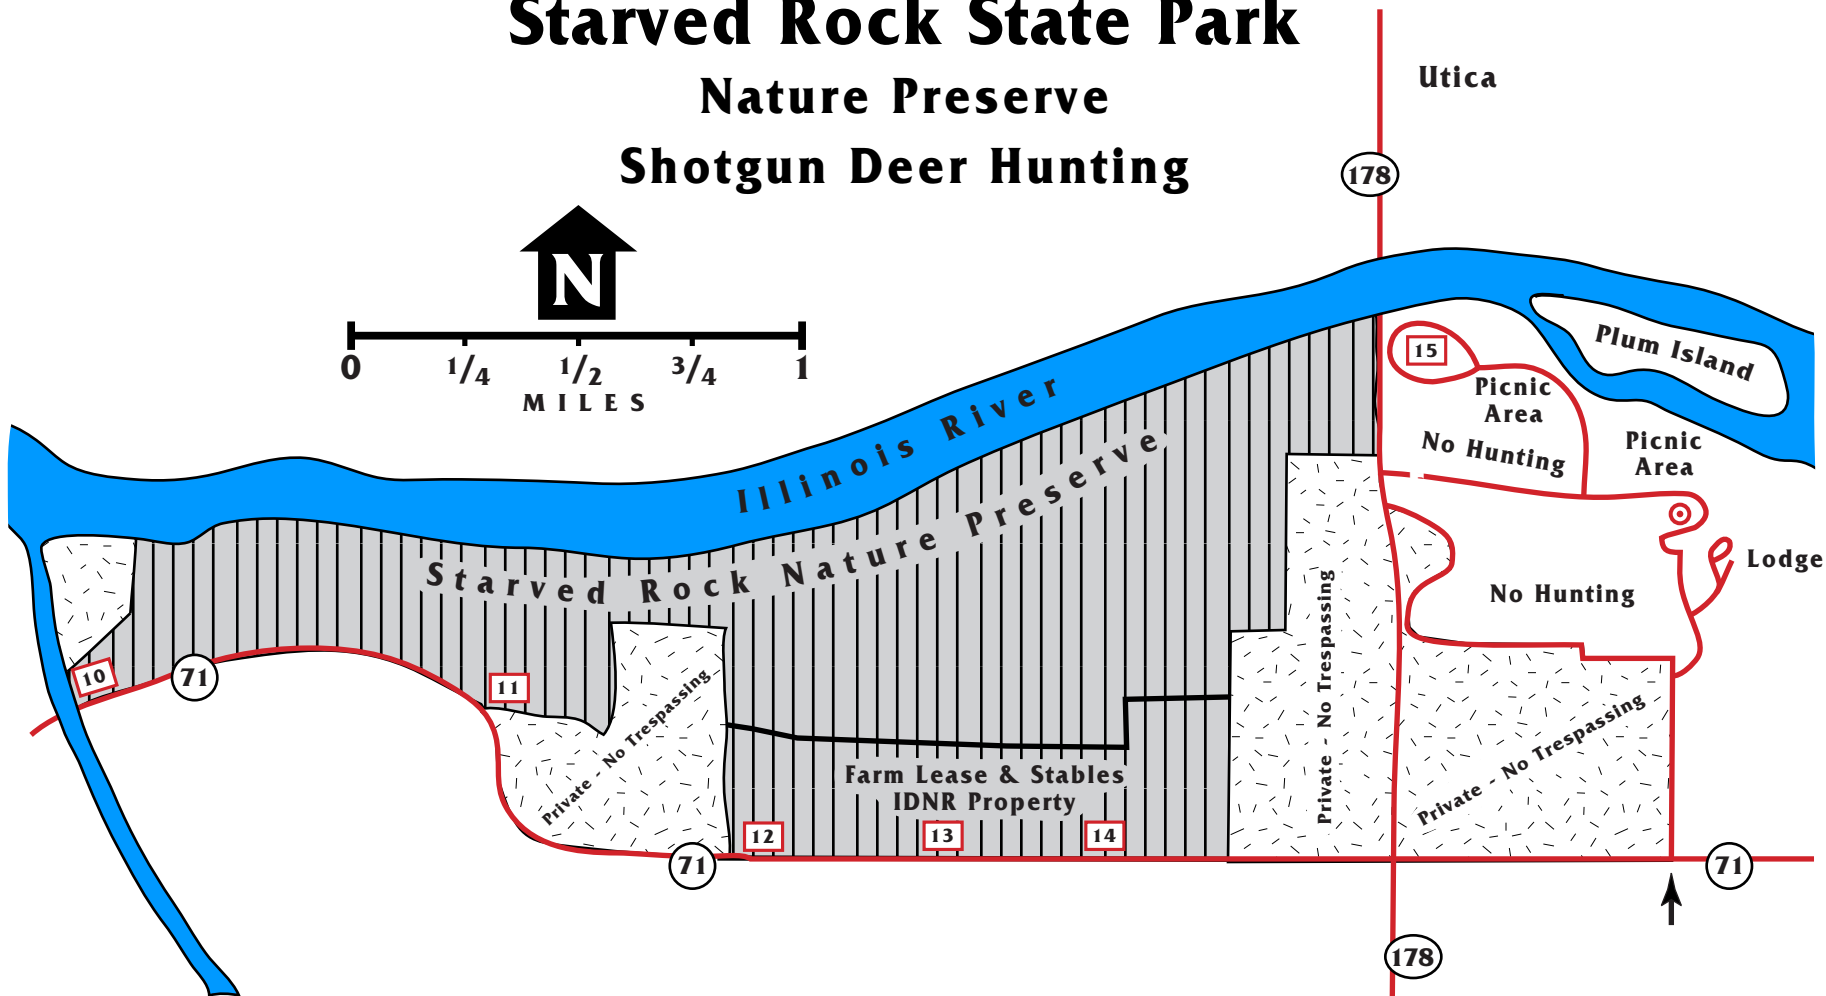 Starved Rock State Park
Nature Preserve
Shotgun Deer Hunting
Utica
178
N
0 1/4 1/2 3/4 1
MILES
Illinois River
Starved Rock Nature Preserve
Plum Island
15
Picnic
Area
No Hunting
Picnic
Area
Lodge
No Hunting
10
71
11
Private - No Trespassing
Private - No Trespassing
Private - No Trespassing
Farm Lease & Stables
IDNR Property
12
13
14
71
71
178